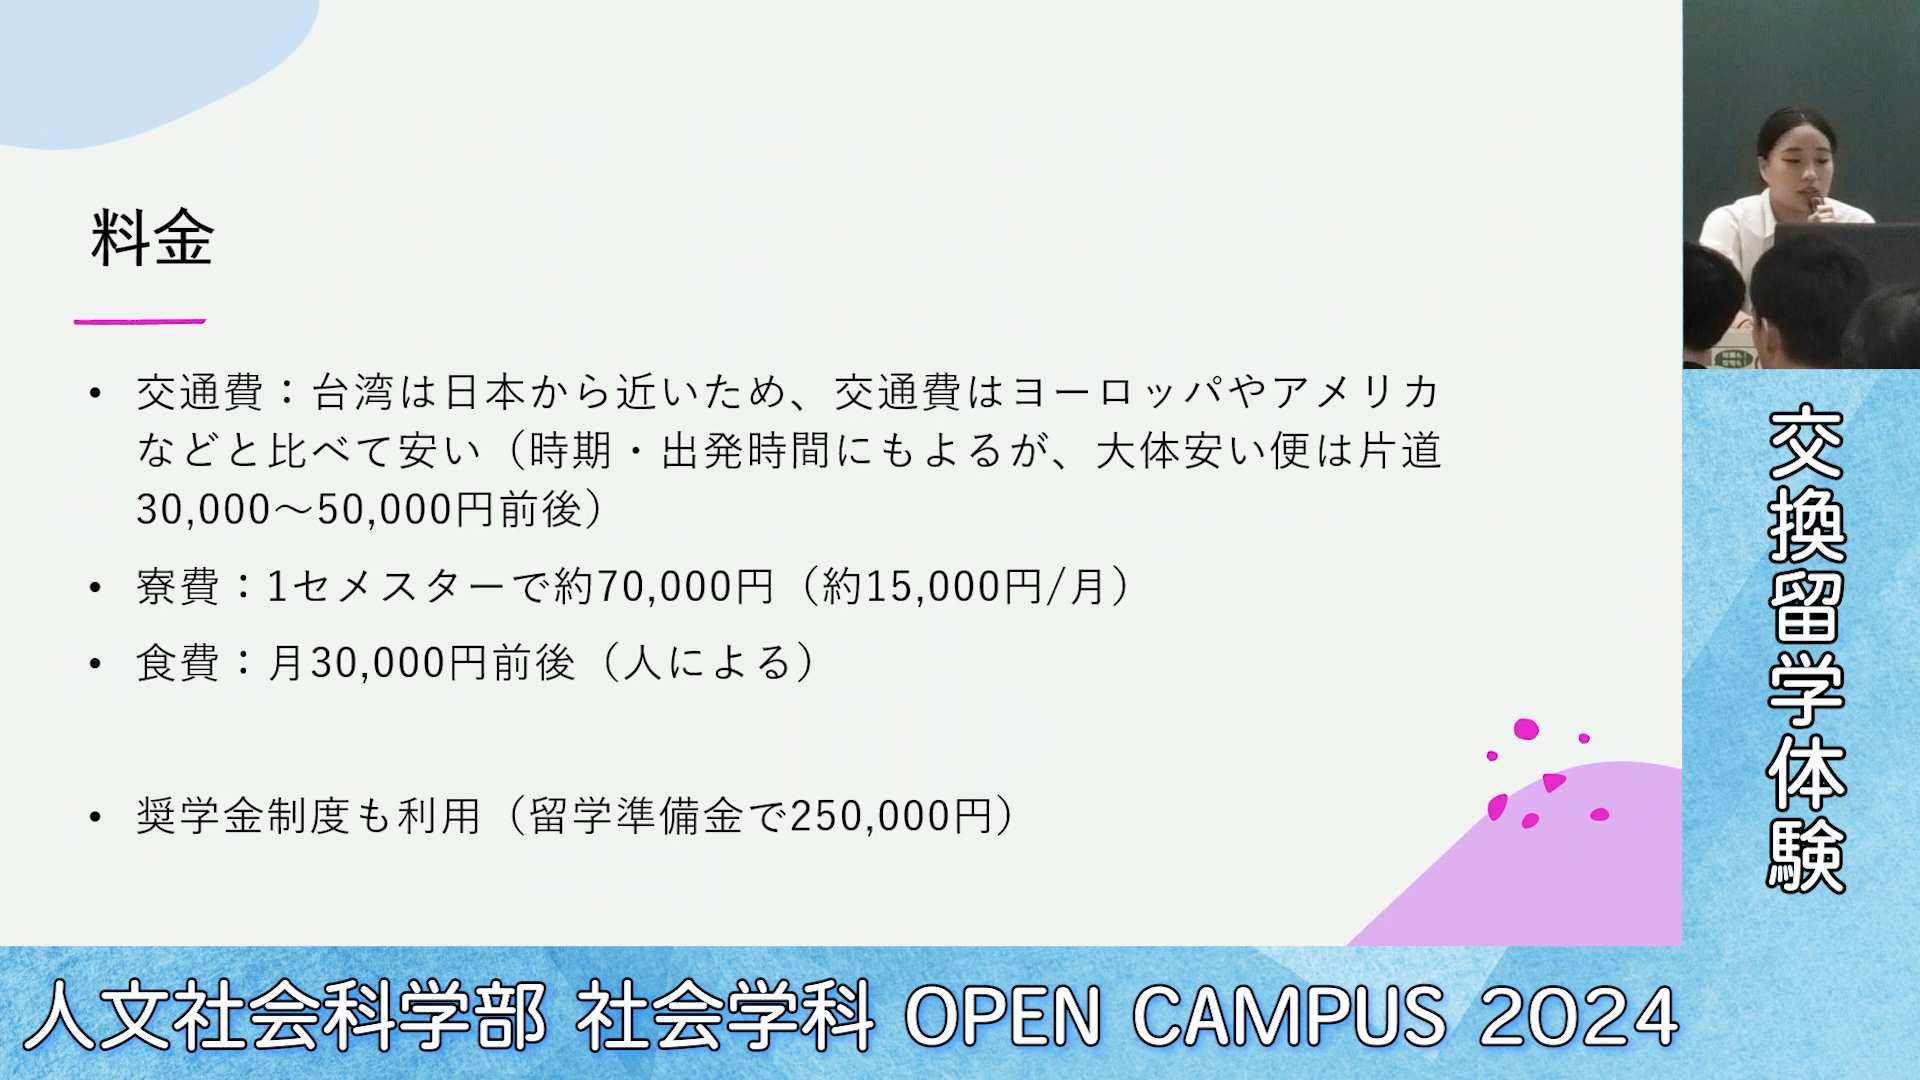 料金
• 交通費：台湾は日本から近いため、交通費はヨーロッパやアメリカ
などと比べて安い（時期・出発時間にもよるが、大体安い便は片道
30,000～50,000円前後）
• 寮費：1セメスターで約70,000円（約15,000円/月）
• 食費：月30,000円前後（人による）
• 奨学金制度も利用（留学準備金で250,000円）
交換留学体験
人文社会科学部 社会学科 OPEN CAMPUS 2024